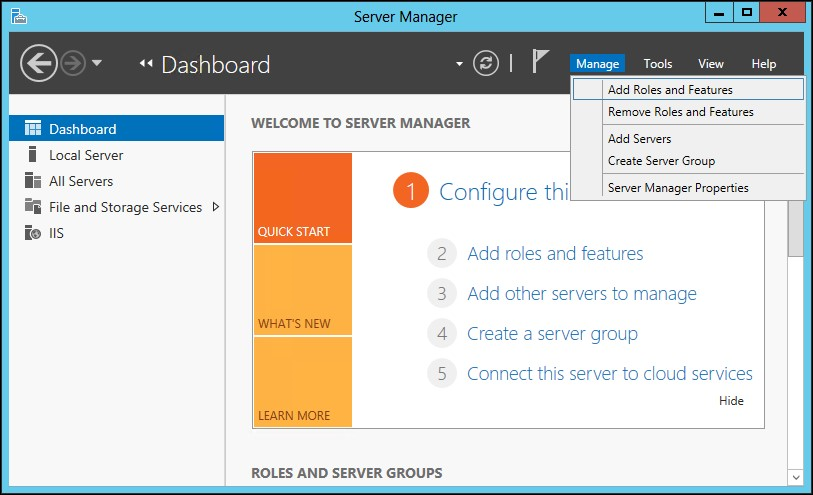 Server Manager
Dashboard
Manage Tools View Help
Add Roles and Features
Remove Roles and Features
Add Servers
Create Server Group
Server Manager Properties
Dashboard
Local Server
All Servers
File and Storage Services
IIS
WELCOME TO SERVER MANAGER
QUICK START
WHAT'S NEW
LEARN MORE
1 Configure thi
2 Add roles and features
3 Add other servers to manage
4 Create a server group
5 Connect this server to cloud services
Hide
ROLES AND SERVER GROUPS